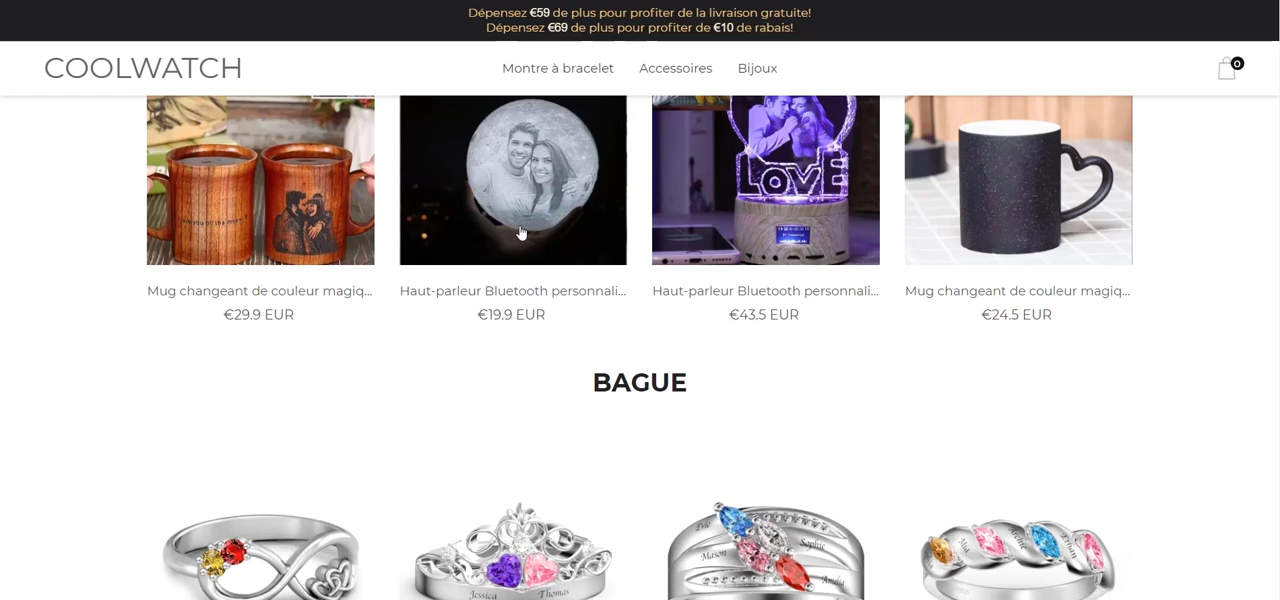 Dépensez €59 de plus pour profiter de la livraison gratuite!
Dépensez €69 de plus pour profiter de €10 de rabais!
COOLWATCH
Montre à bracelet Accessoires Bijoux
0
LOVE
Mug changeant de couleur magiq... Haut-parleur Bluetooth personnali... Haut-parleur Bluetooth personnali... Mug changeant de couleur magiq...
€29.9 EUR €19.9 EUR €43.5 EUR €24.5 EUR
BAGUE
Jessica Thomas
Evie
Mason
Sophie
Amelia
Mia
Ethan